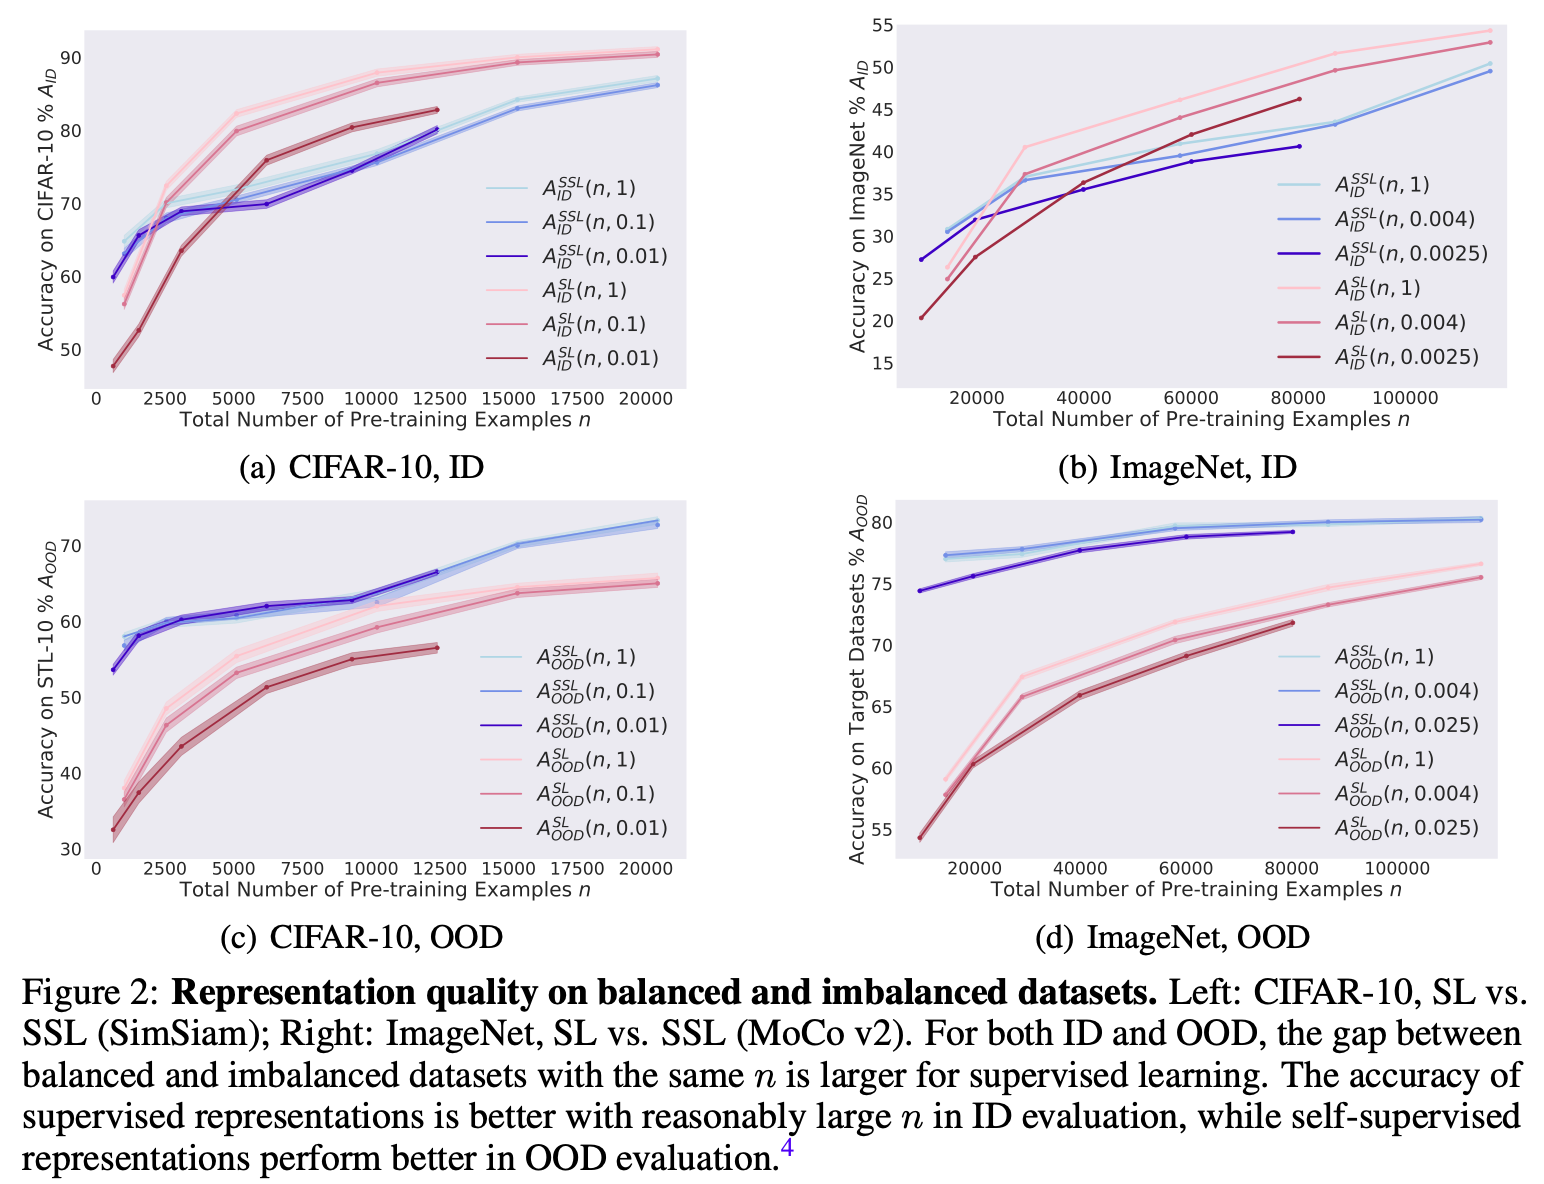 Accuracy on CIFAR-10 % A_ID
90
80
70
60
50
A_ID^SSL(n, 1)
A_ID^SSL(n, 0.1)
A_ID^SSL(n, 0.01)
A_ID^SL(n, 1)
A_ID^SL(n, 0.1)
A_ID^SL(n, 0.01)
0 2500 5000 7500 10000 12500 15000 17500 20000
Total Number of Pre-training Examples n
(a) CIFAR-10, ID
Accuracy on ImageNet % A_ID
55
50
45
40
35
30
25
20
15
A_ID^SSL(n, 1)
A_ID^SSL(n, 0.004)
A_ID^SSL(n, 0.0025)
A_ID^SL(n, 1)
A_ID^SL(n, 0.004)
A_ID^SL(n, 0.0025)
20000 40000 60000 80000 100000
Total Number of Pre-training Examples n
(b) ImageNet, ID
Accuracy on STL-10 % A_OOD
70
60
50
40
30
A_OOD^SSL(n, 1)
A_OOD^SSL(n, 0.1)
A_OOD^SSL(n, 0.01)
A_OOD^SL(n, 1)
A_OOD^SL(n, 0.1)
A_OOD^SL(n, 0.01)
0 2500 5000 7500 10000 12500 15000 17500 20000
Total Number of Pre-training Examples n
(c) CIFAR-10, OOD
Accuracy on Target Datasets % A_OOD
80
75
70
65
60
55
A_OOD^SSL(n, 1)
A_OOD^SSL(n, 0.004)
A_OOD^SSL(n, 0.025)
A_OOD^SL(n, 1)
A_OOD^SL(n, 0.004)
A_OOD^SL(n, 0.025)
20000 40000 60000 80000 100000
Total Number of Pre-training Examples n
(d) ImageNet, OOD
Figure 2: Representation quality on balanced and imbalanced datasets. Left: CIFAR-10, SL vs.
SSL (SimSiam); Right: ImageNet, SL vs. SSL (MoCo v2). For both ID and OOD, the gap between
balanced and imbalanced datasets with the same n is larger for supervised learning. The accuracy of
supervised representations is better with reasonably large n in ID evaluation, while self-supervised
representations perform better in OOD evaluation.4